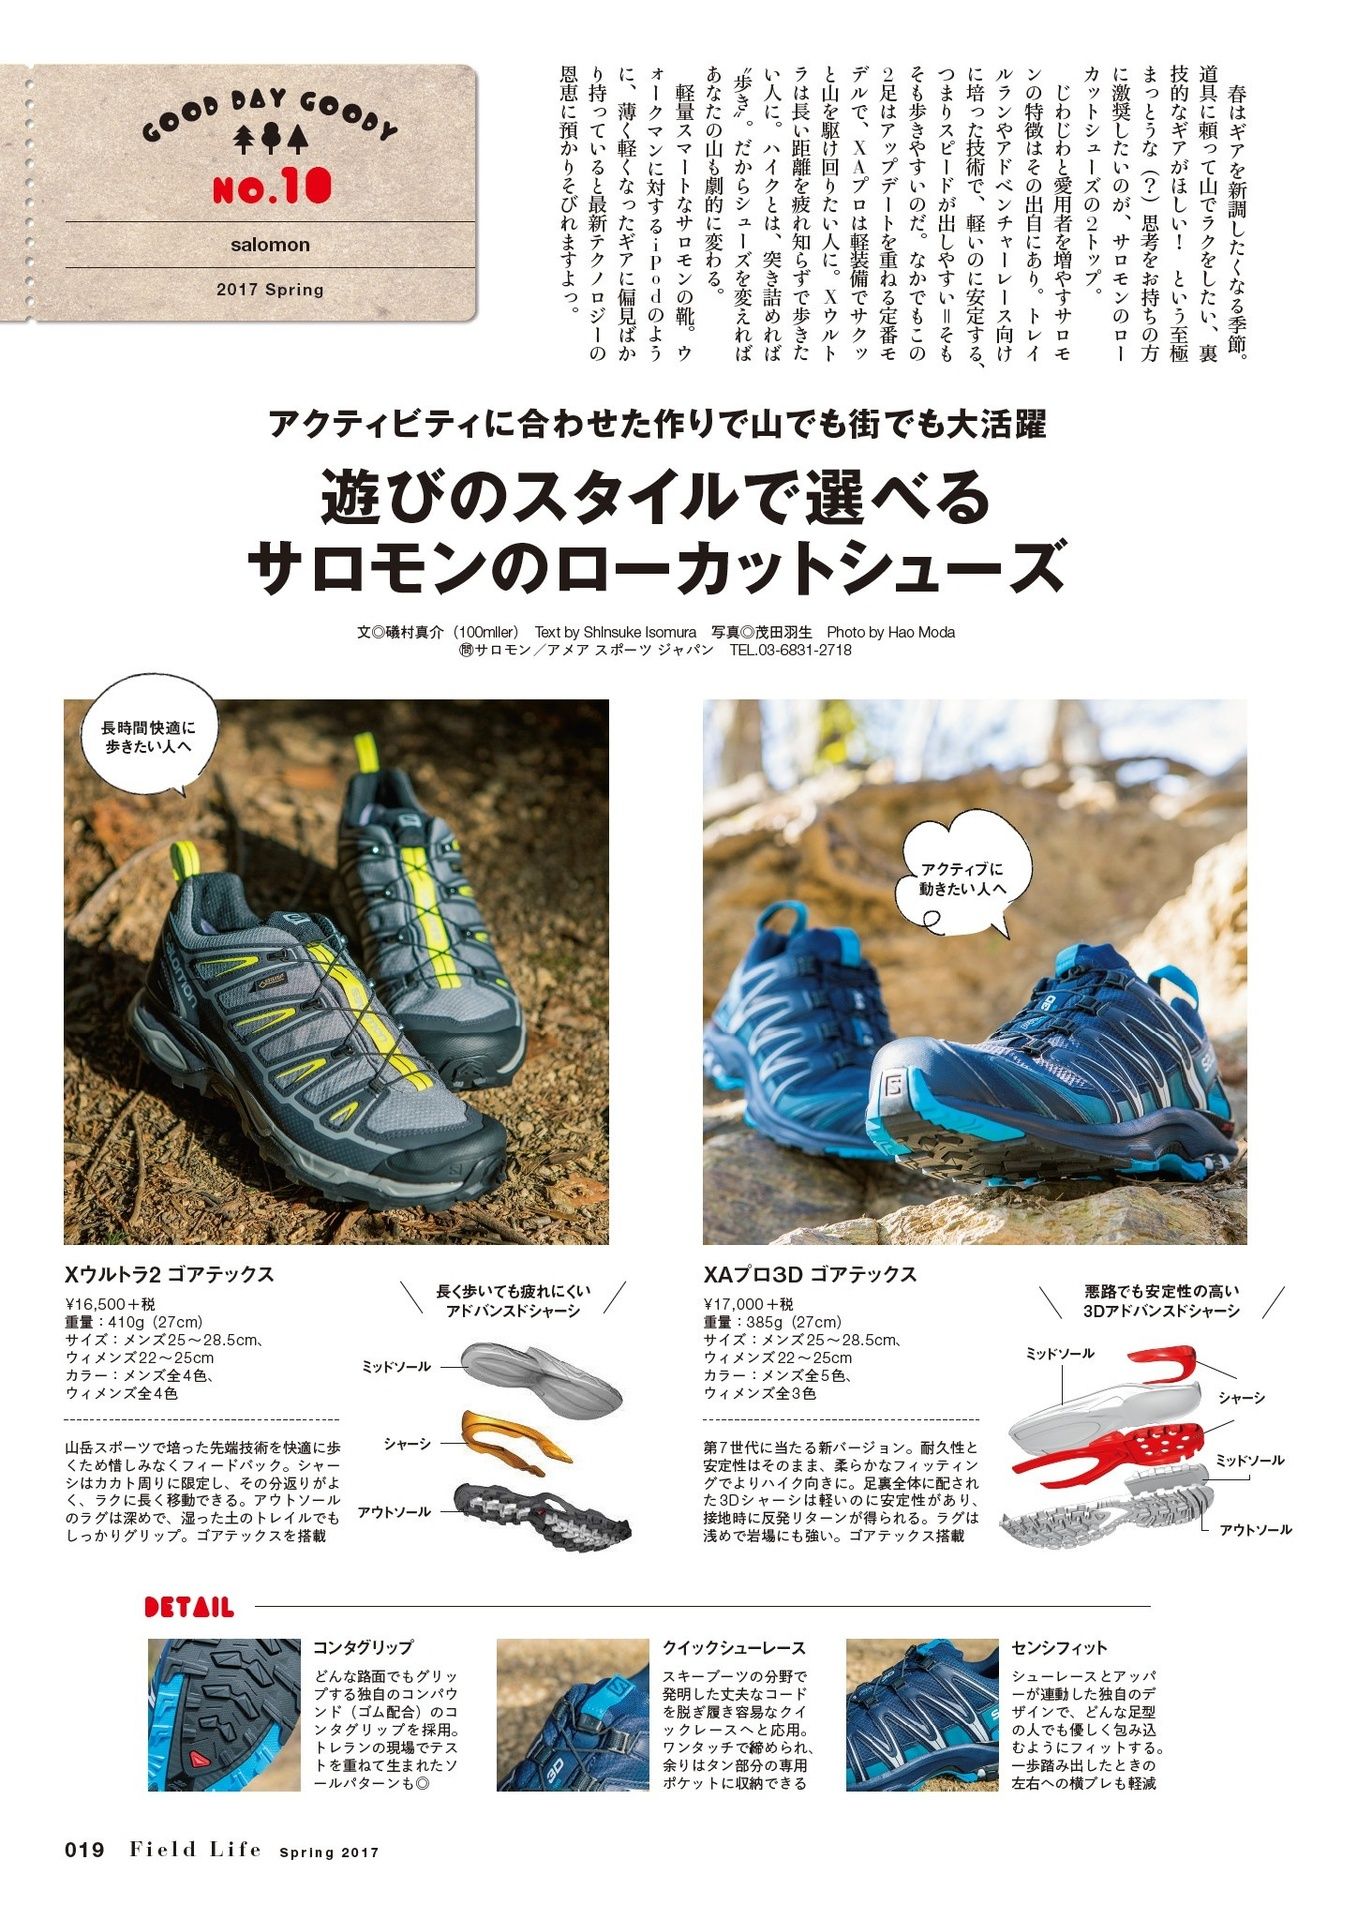 GOOD DAY GOODY
NO.10
salomon
2017 Spring
春はギアを新調したくなる季節。
道具に頼って山でラクをしたい、裏
技的なギアがほしい！　という至極
まっとうな（？）思考をお持ちの方
に激奨したいのが、サロモンのロー
カットシューズの2トップ。
じわじわと愛用者を増やすサロモ
ンの特徴はその出自にあり。トレイ
ルランやアドベンチャーレース向け
に培った技術で、軽いのに安定する、
つまりスピードが出しやすい＝そも
そも歩きやすいのだ。なかでもこの
2足はアップデートを重ねる定番モ
デルで、XAプロは軽装備でサクッ
と山を駆け回りたい人に。Xウルト
ラは長い距離を疲れ知らずで歩きた
い人に。ハイクとは、突き詰めれば
〝歩き〟。だからシューズを変えれば
あなたの山も劇的に変わる。
軽量スマートなサロモンの靴。ウ
ォークマンに対するiPodのよう
に、薄く軽くなったギアに偏見ばか
り持っていると最新テクノロジーの
恩恵に預かりそびれますよっ。
アクティビティに合わせた作りで山でも街でも大活躍
遊びのスタイルで選べる
サロモンのローカットシューズ
文◎礒村真介（100mller）　Text by ShInsuke Isomura　写真◎茂田羽生　Photo by Hao Moda
㉄サロモン／アメア スポーツ ジャパン　TEL.03-6831-2718
長時間快適に
歩きたい人へ
アクティブに
動きたい人へ
Xウルトラ2 ゴアテックス
¥16,500＋税
重量：410g（27cm）
サイズ：メンズ25〜28.5cm、
ウィメンズ22〜25cm
カラー：メンズ全4色、
ウィメンズ全4色
山岳スポーツで培った先端技術を快適に歩
くため惜しみなくフィードバック。シャー
シはカカト周りに限定し、その分返りがよ
く、ラクに長く移動できる。アウトソール
のラグは深めで、湿った土のトレイルでも
しっかりグリップ。ゴアテックスを搭載
長く歩いても疲れにくい
アドバンスドシャーシ
ミッドソール
シャーシ
アウトソール
XAプロ3D ゴアテックス
¥17,000＋税
重量：385g（27cm）
サイズ：メンズ25〜28.5cm、
ウィメンズ22〜25cm
カラー：メンズ全5色、
ウィメンズ全3色
第7世代に当たる新バージョン。耐久性と
安定性はそのまま、柔らかなフィッティン
グでよりハイク向きに。足裏全体に配され
た3Dシャーシは軽いのに安定性があり、
接地時に反発リターンが得られる。ラグは
浅めで岩場にも強い。ゴアテックス搭載
悪路でも安定性の高い
3Dアドバンスドシャーシ
ミッドソール
シャーシ
ミッドソール
アウトソール
DETAIL
コンタグリップ
どんな路面でもグリッ
プする独自のコンパウ
ンド（ゴム配合）のコ
ンタグリップを採用。
トレランの現場でテス
トを重ねて生まれたソ
ールパターンも◎
クイックシューレース
スキーブーツの分野で
発明した丈夫なコード
を脱ぎ履き容易なクイ
ックレースへと応用。
ワンタッチで締められ、
余りはタン部分の専用
ポケットに収納できる
センシフィット
シューレースとアッパ
ーが連動した独自のデ
ザインで、どんな足型
の人でも優しく包み込
むようにフィットする。
一歩踏み出したときの
左右への横ブレも軽減
019 Field Life Spring 2017